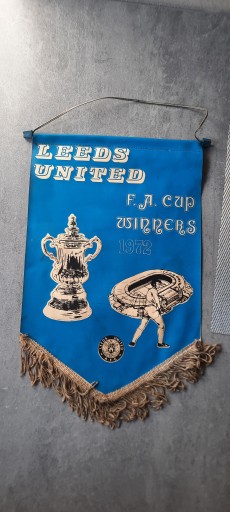 LEEDS
UNITED
F.A. CUP
WINNERS
1972